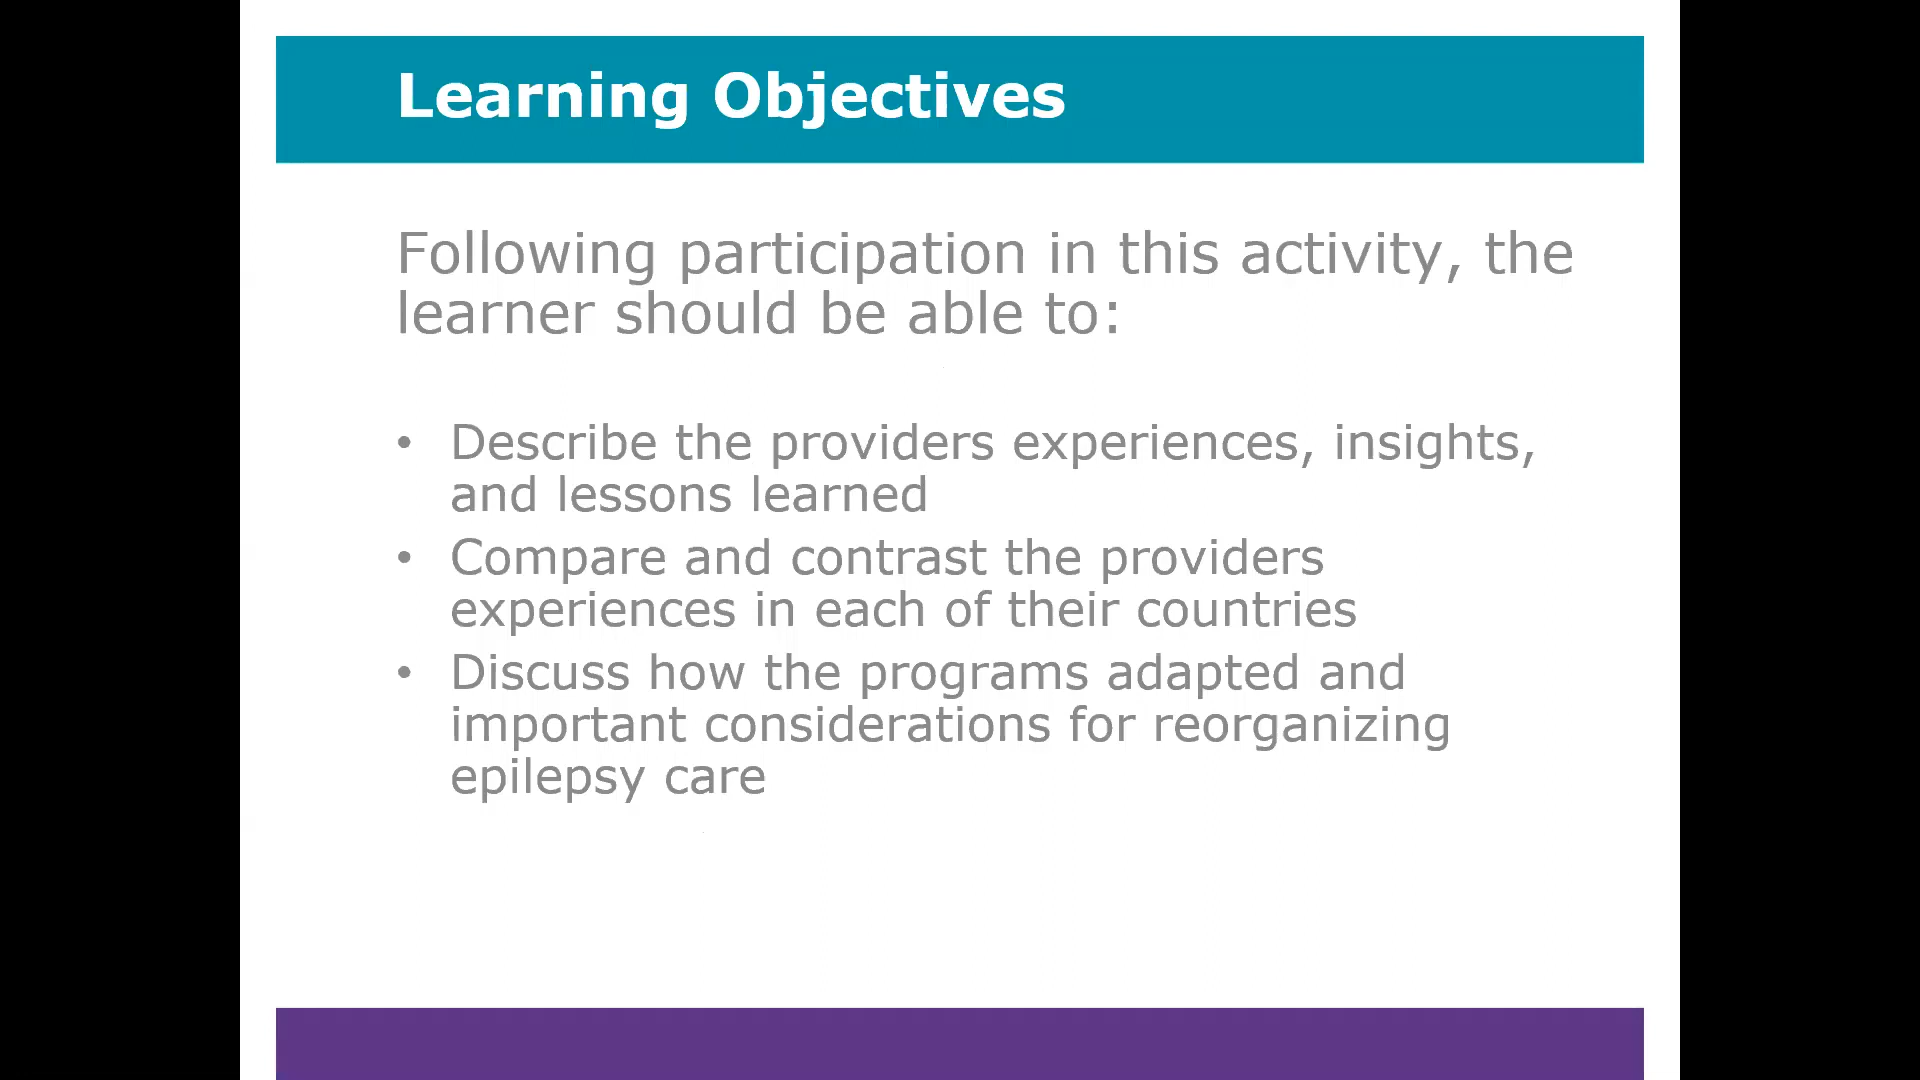 Learning Objectives
Following participation in this activity, the
learner should be able to:
• Describe the providers experiences, insights,
and lessons learned
• Compare and contrast the providers
experiences in each of their countries
• Discuss how the programs adapted and
important considerations for reorganizing
epilepsy care